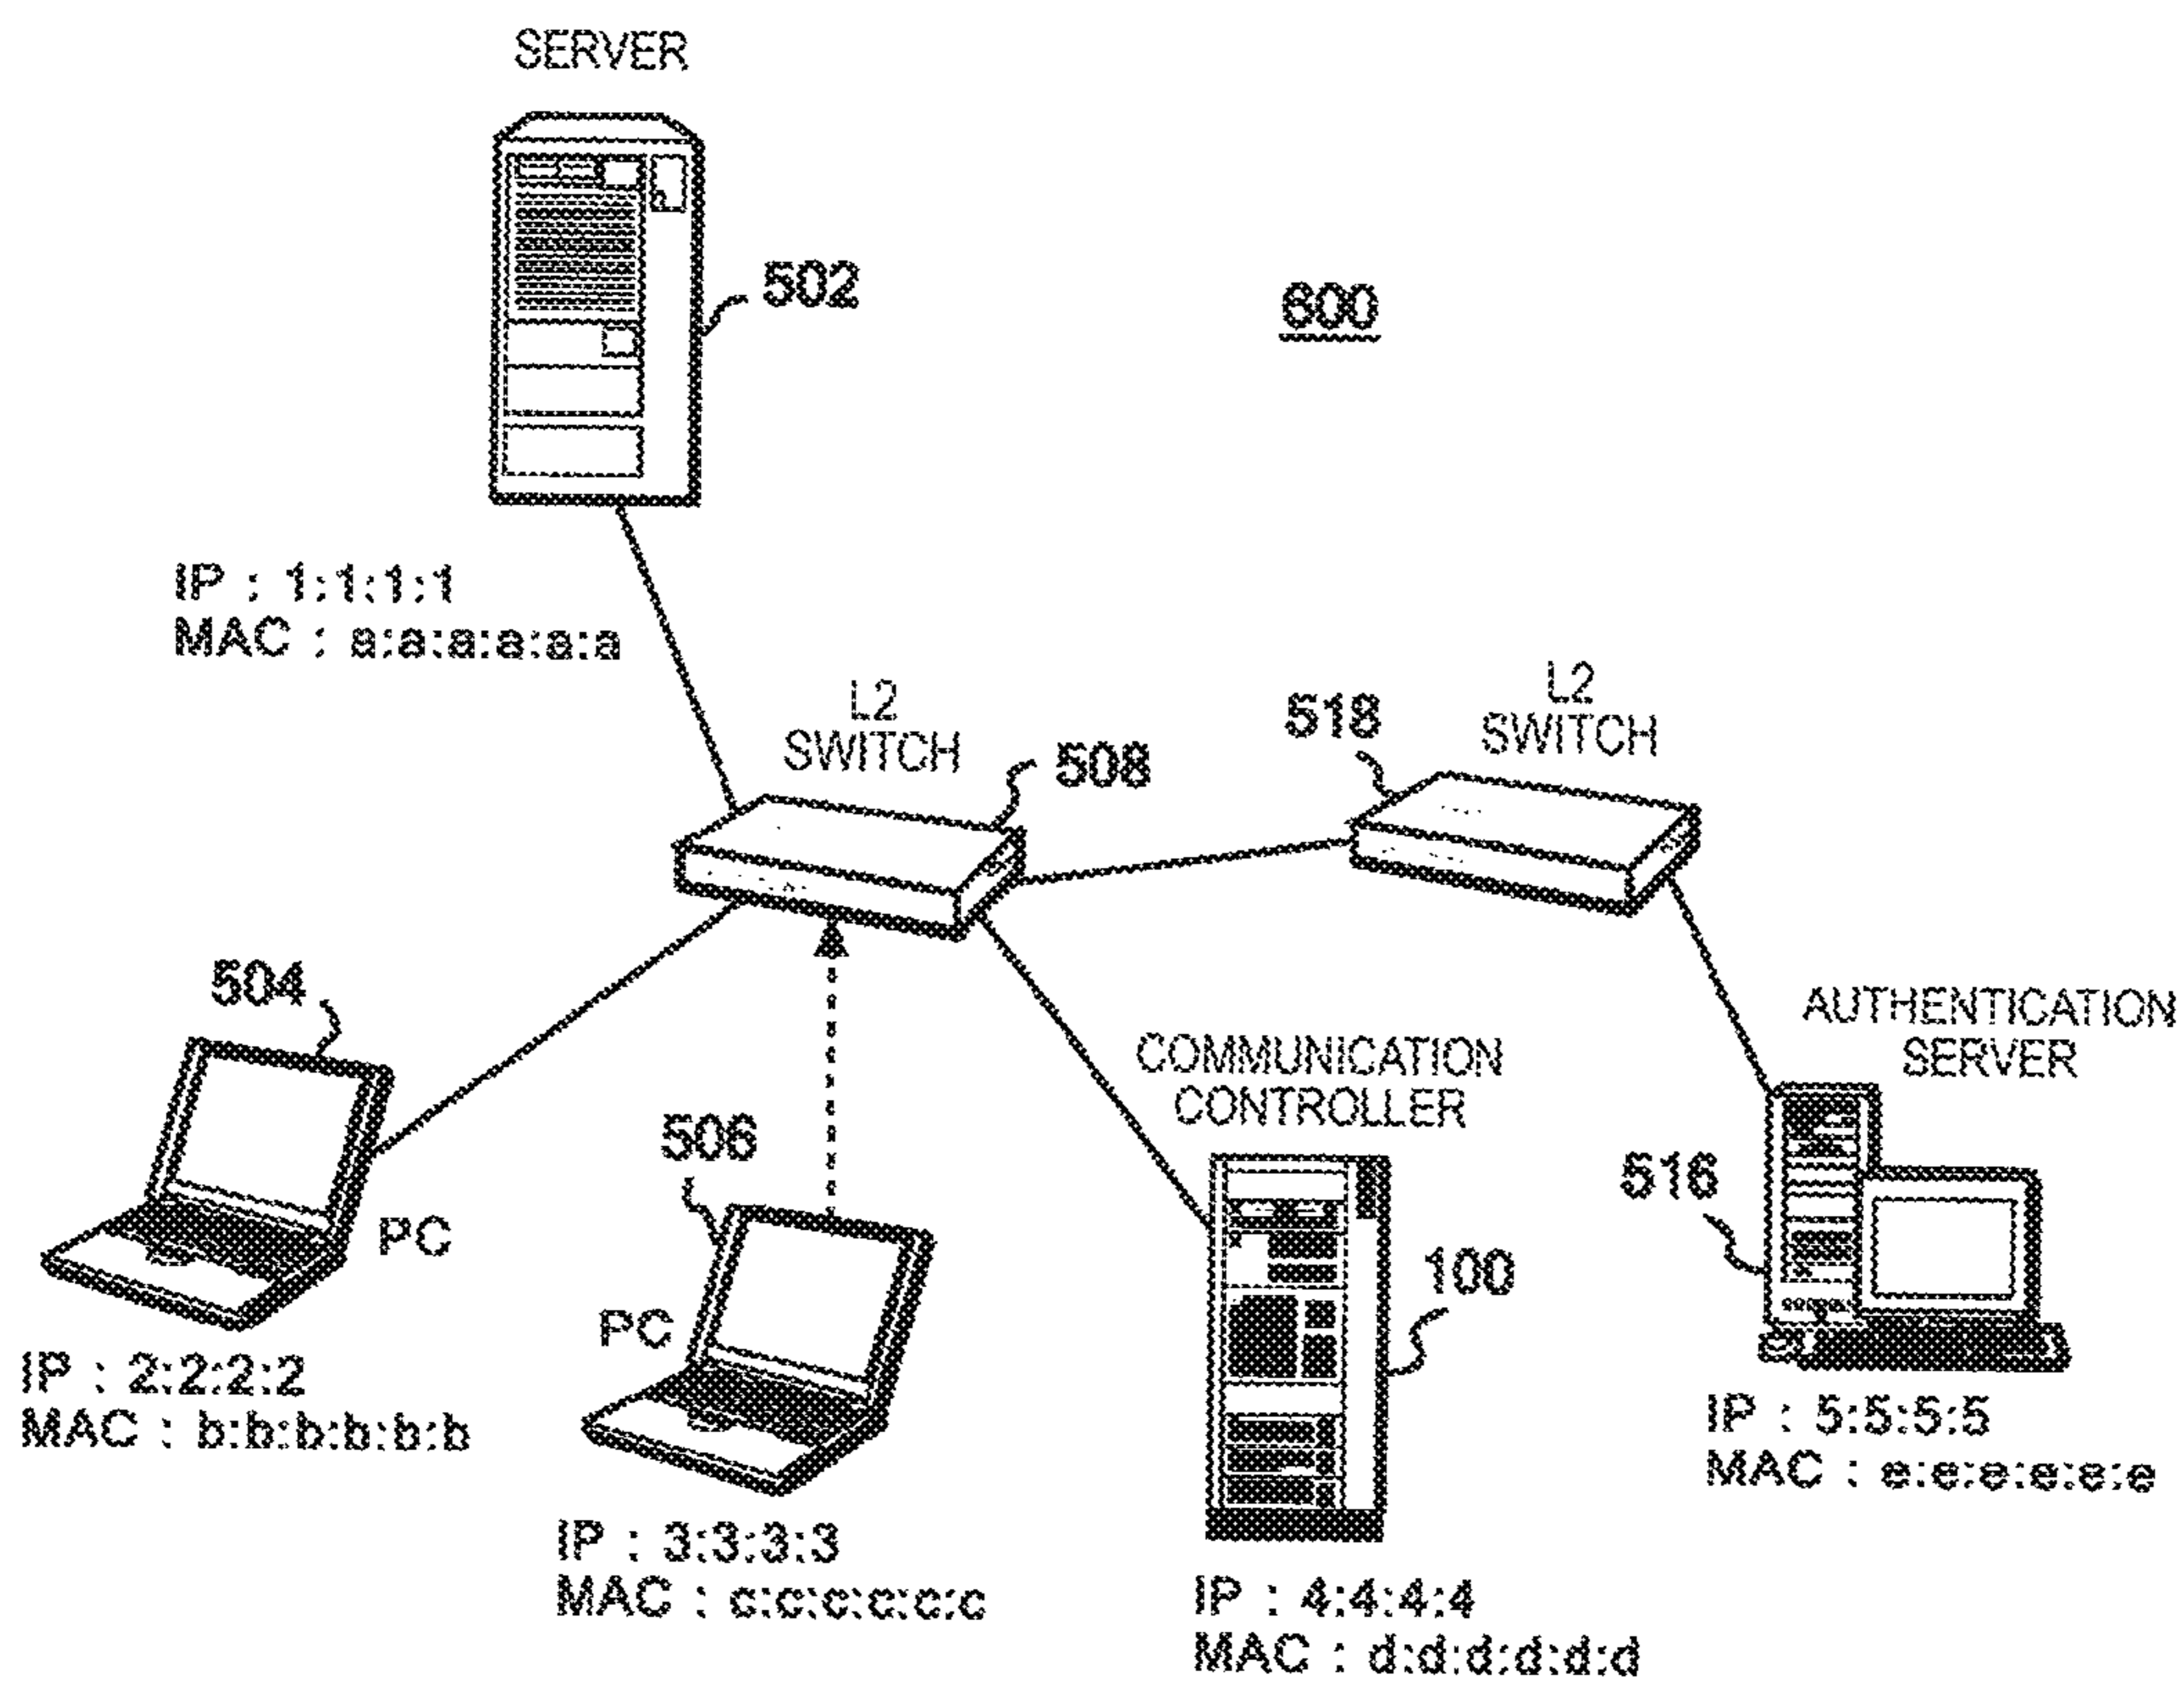 SERVER
502
600
IP : 1:1:1:1
MAC : a:a:a:a:a:a
L2
SWITCH
508
518
L2
SWITCH
504
PC
IP : 2:2:2:2
MAC : b:b:b:b:b:b
506
PC
IP : 3:3:3:3
MAC : c:c:c:c:c:c
COMMUNICATION
CONTROLLER
100
IP : 4:4:4:4
MAC : d:d:d:d:d:d
AUTHENTICATION
SERVER
516
IP : 5:5:5:5
MAC : e:e:e:e:e:e